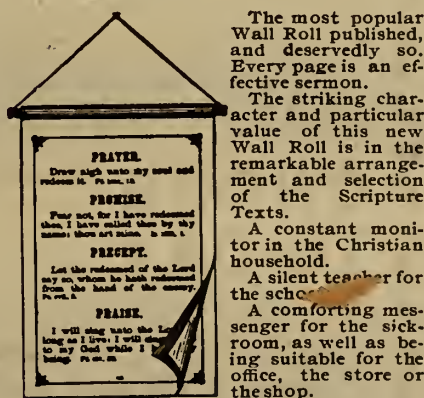 PRAYER.
Draw nigh unto my soul and
redeem it.
PROMISE.
Fear not, for I have redeemed
thee, I have called thee by thy
name: thou art mine.
PRECEPT.
Let the redeemed of the Lord
say so, whom he hath redeemed
from the hand of the enemy.
PRAISE.
I will sing unto the
long as I live: I will
to my God while I
being.
The most popular
Wall Roll published,
and deservedly so.
Every page is an ef-
fective sermon.
The striking char-
acter and particular
value of this new
Wall Roll is in the
remarkable arrange-
ment and selection
of the Scripture
Texts.
A constant moni-
tor in the Christian
household.
A silent teacher for
the
A comforting mes-
senger for the sick-
room, as well as be-
ing suitable for the
office, the store or
the shop.